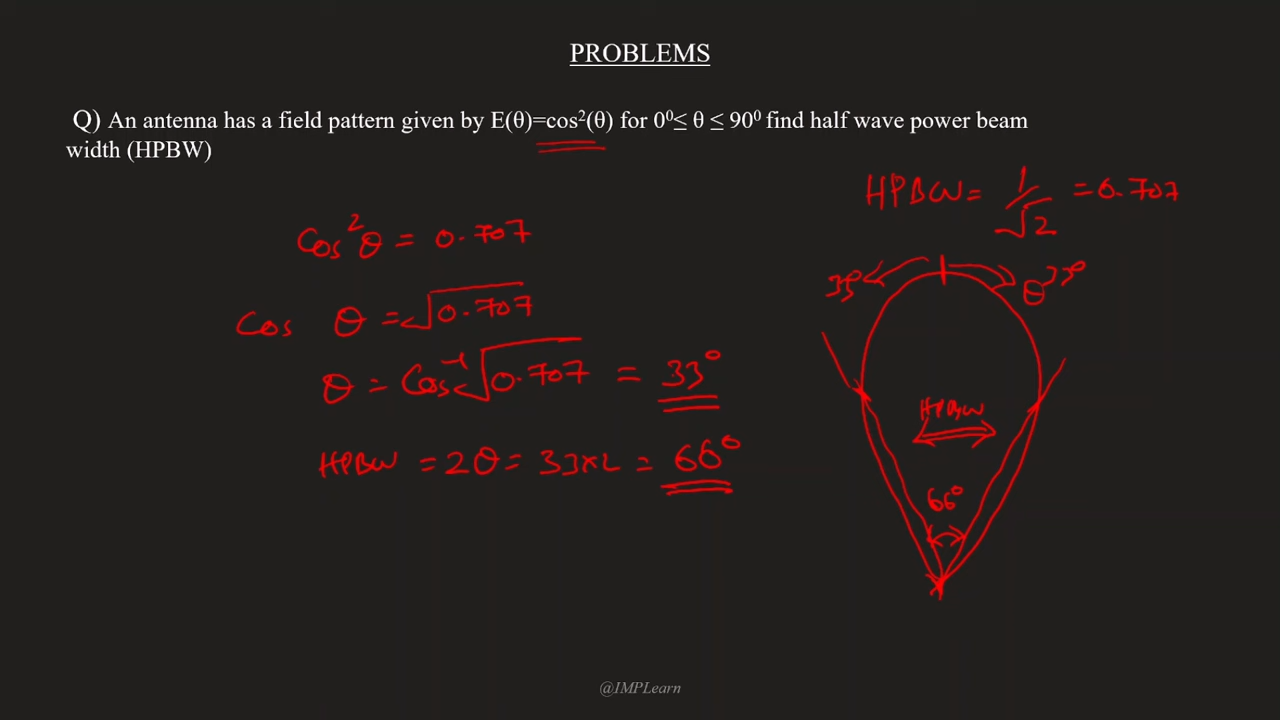 PROBLEMS
Q) An antenna has a field pattern given by E(θ)=cos²(θ) for 0⁰≤ θ ≤ 90⁰ find half wave power beam
width (HPBW)
HPBW = 1/√2 = 0.707
Cos²θ = 0.707
33° θ 33°
Cos θ = √0.707
θ = Cos⁻¹√0.707 = 33°
HPBW
HPBW = 2θ = 33×2 = 66°
66°
@IMPLearn